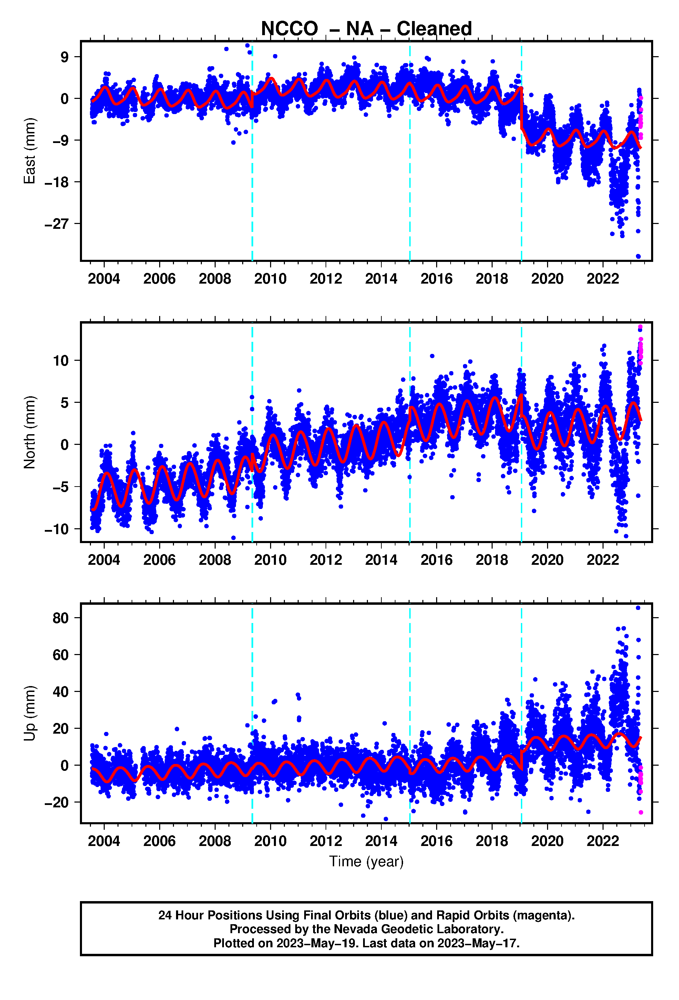 NCCO – NA – Cleaned
East (mm)
9
0
−9
−18
−27
2004 2006 2008 2010 2012 2014 2016 2018 2020 2022
North (mm)
10
5
0
−5
−10
2004 2006 2008 2010 2012 2014 2016 2018 2020 2022
Up (mm)
80
60
40
20
0
−20
2004 2006 2008 2010 2012 2014 2016 2018 2020 2022
Time (year)
24 Hour Positions Using Final Orbits (blue) and Rapid Orbits (magenta).
Processed by the Nevada Geodetic Laboratory.
Plotted on 2023−May−19. Last data on 2023−May−17.